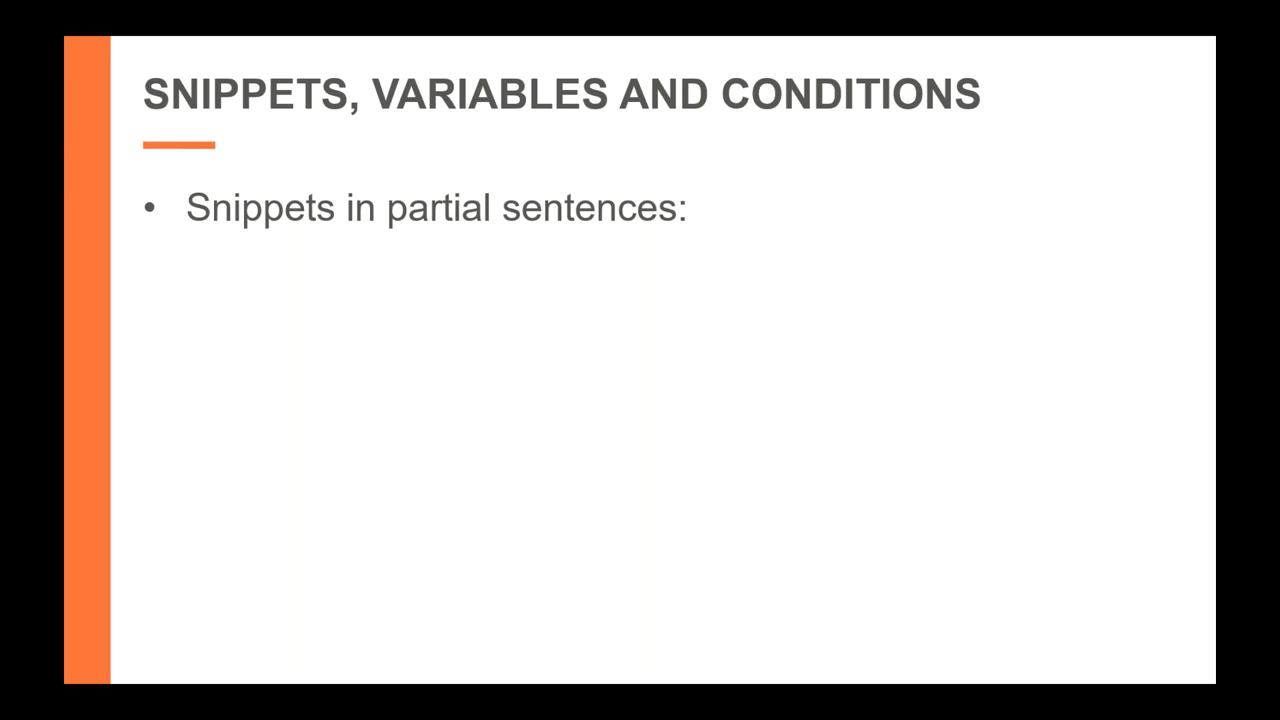 SNIPPETS, VARIABLES AND CONDITIONS
• Snippets in partial sentences: